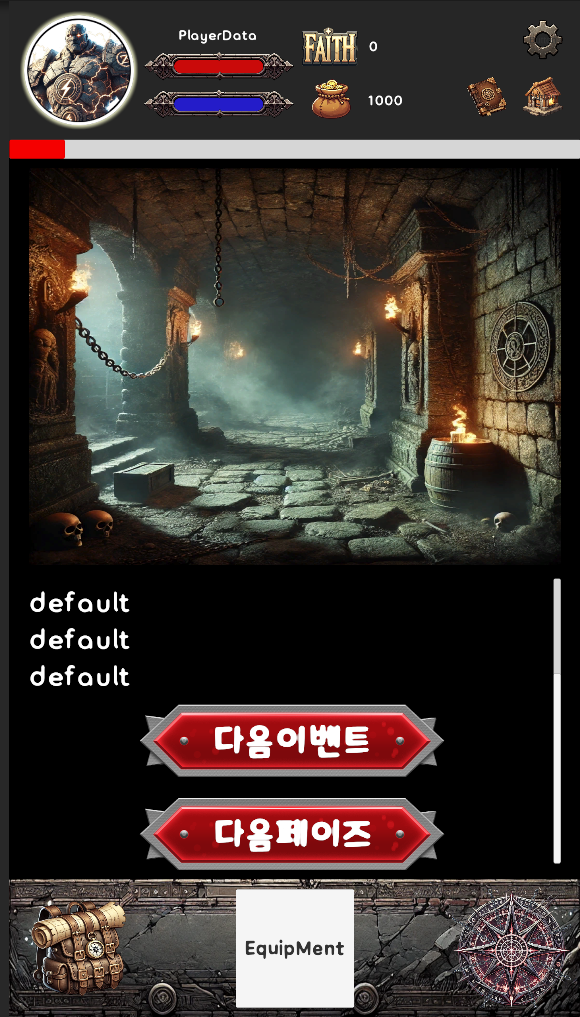 PlayerData
FAITH 0
1000
default
default
default
다음이벤트
다음페이즈
EquipMent